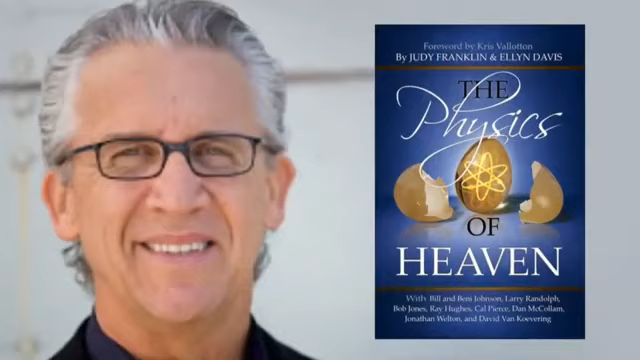 Foreword by Kris Vallotton
By JUDY FRANKLIN & ELLYN DAVIS
THE
Physics
OF
HEAVEN
With Bill and Beni Johnson, Larry Randolph,
Bob Jones, Ray Hughes, Cal Pierce, Dan McCollam,
Jonathan Welton, and David Van Koevering